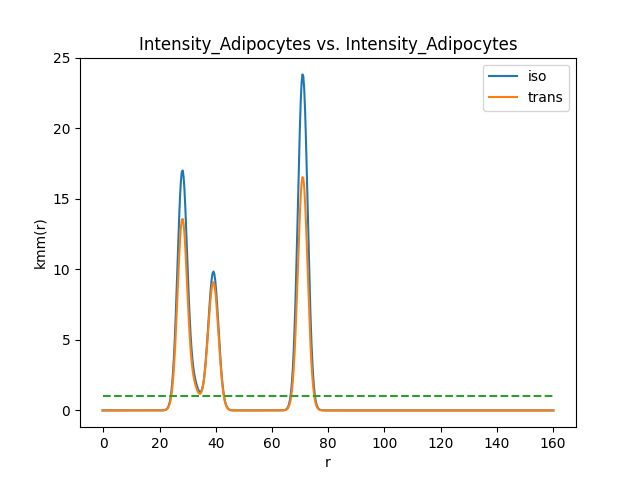 Intensity_Adipocytes vs. Intensity_Adipocytes
iso
trans
kmm(r)
25
20
15
10
5
0
0 20 40 60 80 100 120 140 160
r